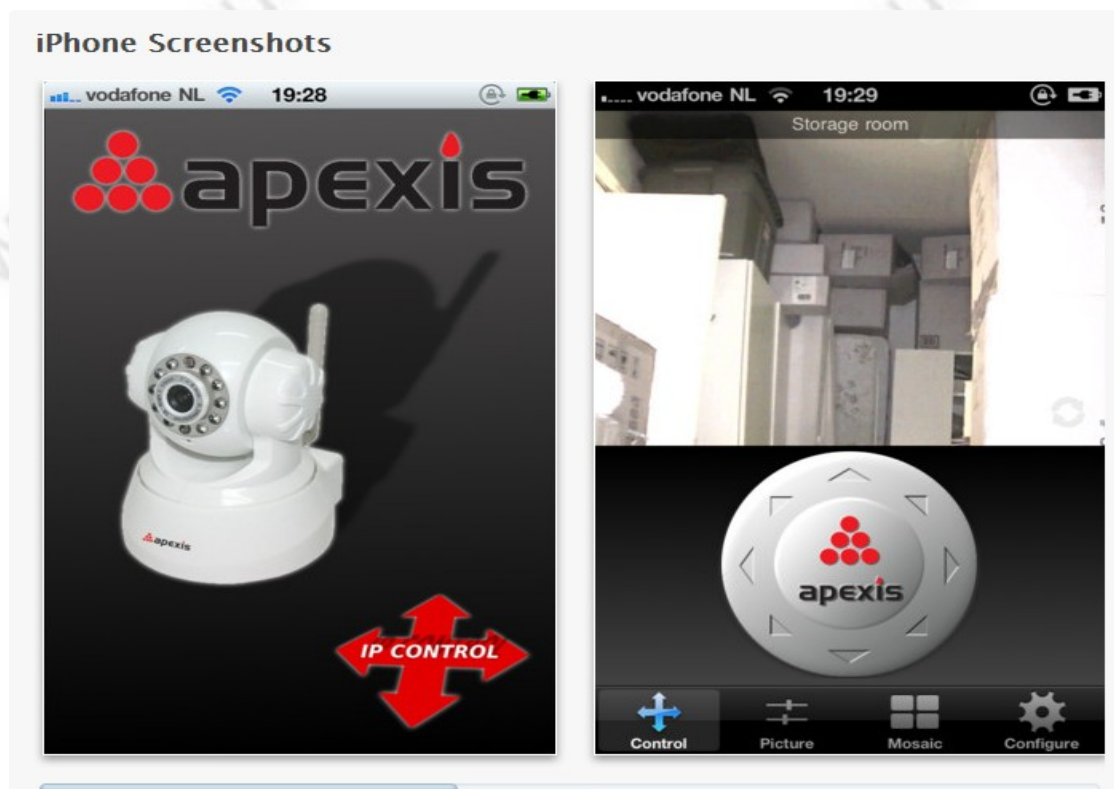 iPhone Screenshots
vodafone NL 19:28
apexis
apexis
IP CONTROL
vodafone NL 19:29
Storage room
apexis
Control Picture Mosaic Configure